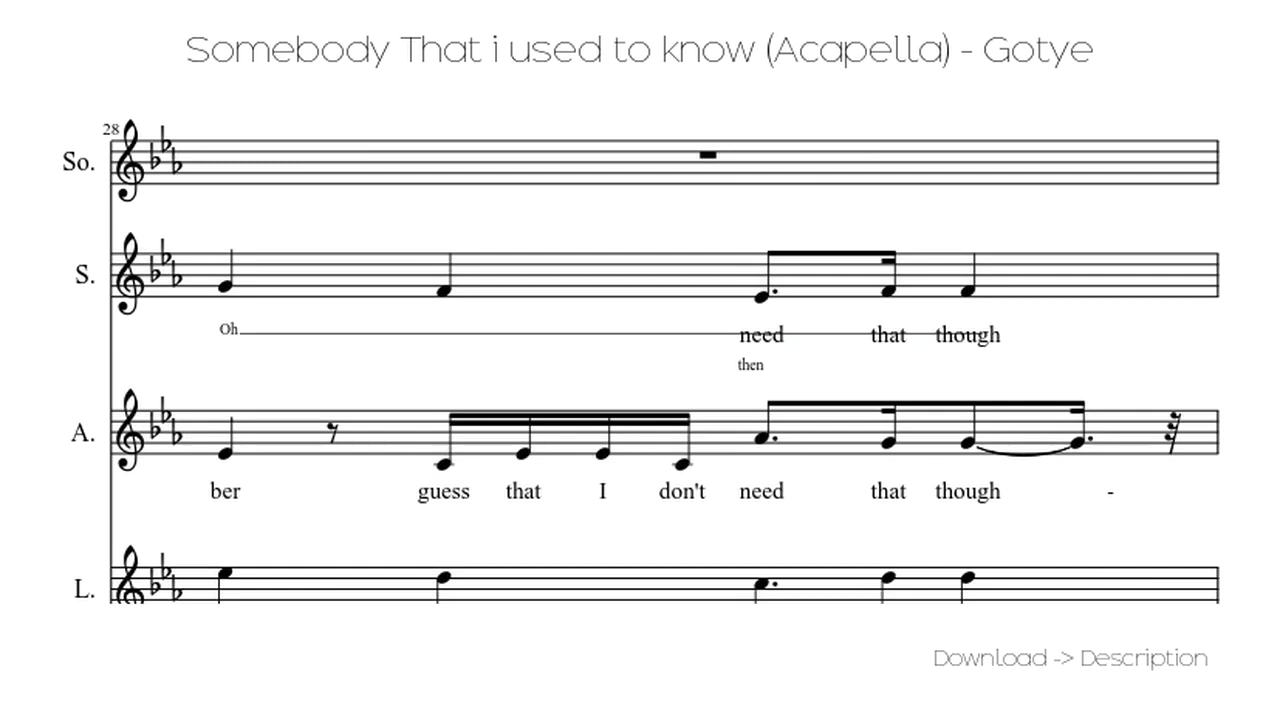 Somebody That i used to know (Acapella) - Gotye
28
So.
S.
Oh
need that though
then
A.
ber guess that I don't need that though -
L.
Download -> Description